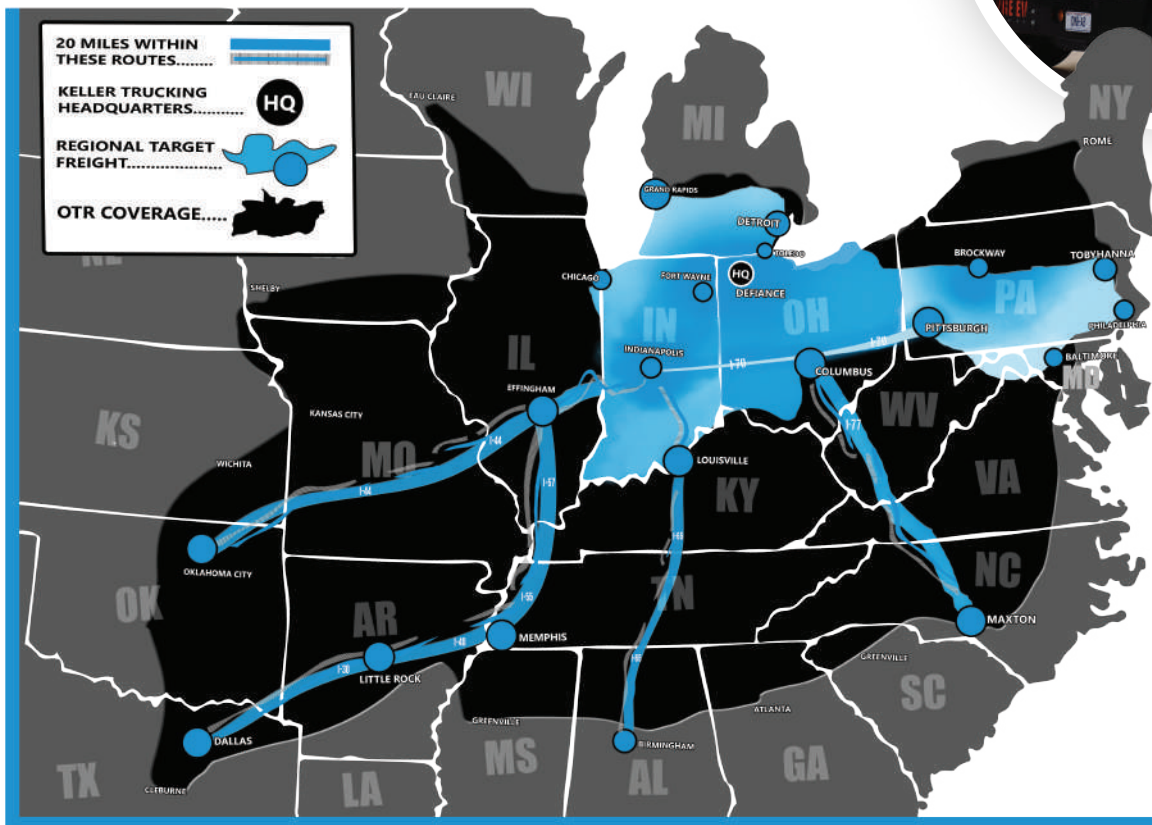 20 MILES WITHIN
THESE ROUTES........
KELLER TRUCKING
HEADQUARTERS...........
HQ
REGIONAL TARGET
FREIGHT......................
OTR COVERAGE.....
WI
EAU CLAIRE
MI
NY
ROME
GRAND RAPIDS
DETROIT
TOLEDO
BROCKWAY
TOBYHANNA
CHICAGO
FORT WAYNE
HQ
DEFIANCE
SHELBY
PA
IN
OH
PITTSBURGH
PHILADELPHIA
IL
INDIANAPOLIS
I-70
I-70
COLUMBUS
BALTIMORE
MD
EFFINGHAM
KANSAS CITY
WV
KS
MO
I-44
I-77
WICHITA
LOUISVILLE
VA
I-44
I-57
KY
OKLAHOMA CITY
I-65
NC
OK
AR
I-55
TN
MAXTON
MEMPHIS
I-40
I-30
LITTLE ROCK
GREENVILLE
SC
ATLANTA
GREENVILLE
DALLAS
BIRMINGHAM
MS
AL
GA
TX
CLEBURNE
LA